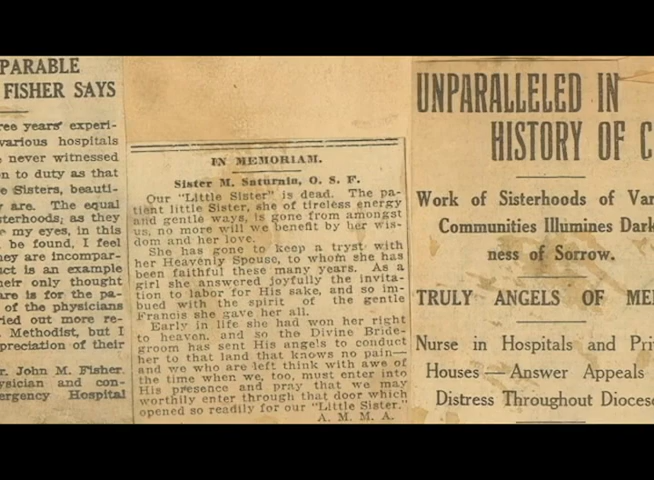 PARABLE
FISHER SAYS
ree years' experi-
various hospitals
e never witnessed
on to duty as that
e Sisters, beauti-
y are. The equal
sterhoods; as they
e my eyes, in this
l be found, I feel
hey are incompar-
uct is an example
heir only thought
are is for the pa-
of the physicians
ried out more re-
Methodist, but I
preciation of their
r. John M. Fisher.
ysician and con-
ergency Hospital
IN MEMORIAM.
Sister M. Saturnia, O. S. F.
Our "Little Sister" is dead. The pa-
tient little Sister, she of tireless energy
and gentle ways, is gone from amongst
us, no more will we benefit by her wis-
dom and her love.
She has gone to keep a tryst with
her Heavenly Spouse, to whom she has
been faithful these many years. As a
girl she answered joyfully the invita-
tion to labor for His sake, and so im-
bued with the spirit of the gentle
Francis she gave her all.
Early in life she had won her right
to heaven, and so the Divine Bride-
groom has sent His angels to conduct
her to that land that knows no pain—
and we who are left think with awe of
the time when we, too, must enter into
His presence and pray that we may
worthily enter through that door which
opened so readily for our "Little Sister."
A. M. M. A.
UNPARALLELED IN
HISTORY OF C
Work of Sisterhoods of Var
Communities Illumines Dark
ness of Sorrow.
TRULY ANGELS OF ME
Nurse in Hospitals and Pri
Houses—Answer Appeals
Distress Throughout Dioces